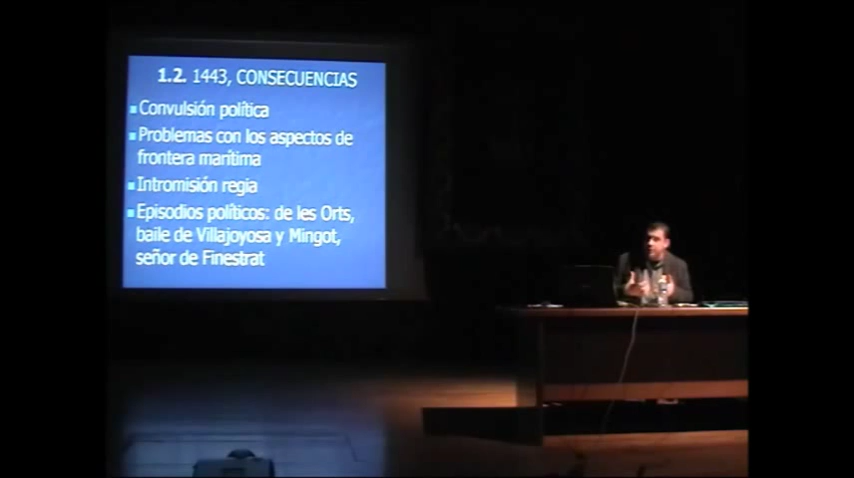 1.2. 1443, CONSECUENCIAS
Convulsión política
Problemas con los aspectos de
frontera marítima
Intromisión regia
Episodios políticos: de les Orts,
baile de Villajoyosa y Mingot,
señor de Finestrat